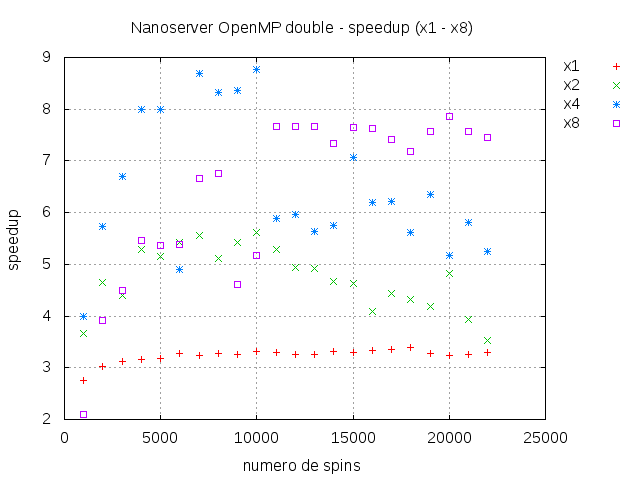 Nanoserver OpenMP double - speedup (x1 - x8)
x1
x2
x4
x8
speedup
9
8
7
6
5
4
3
2
0
5000
10000
15000
20000
25000
numero de spins